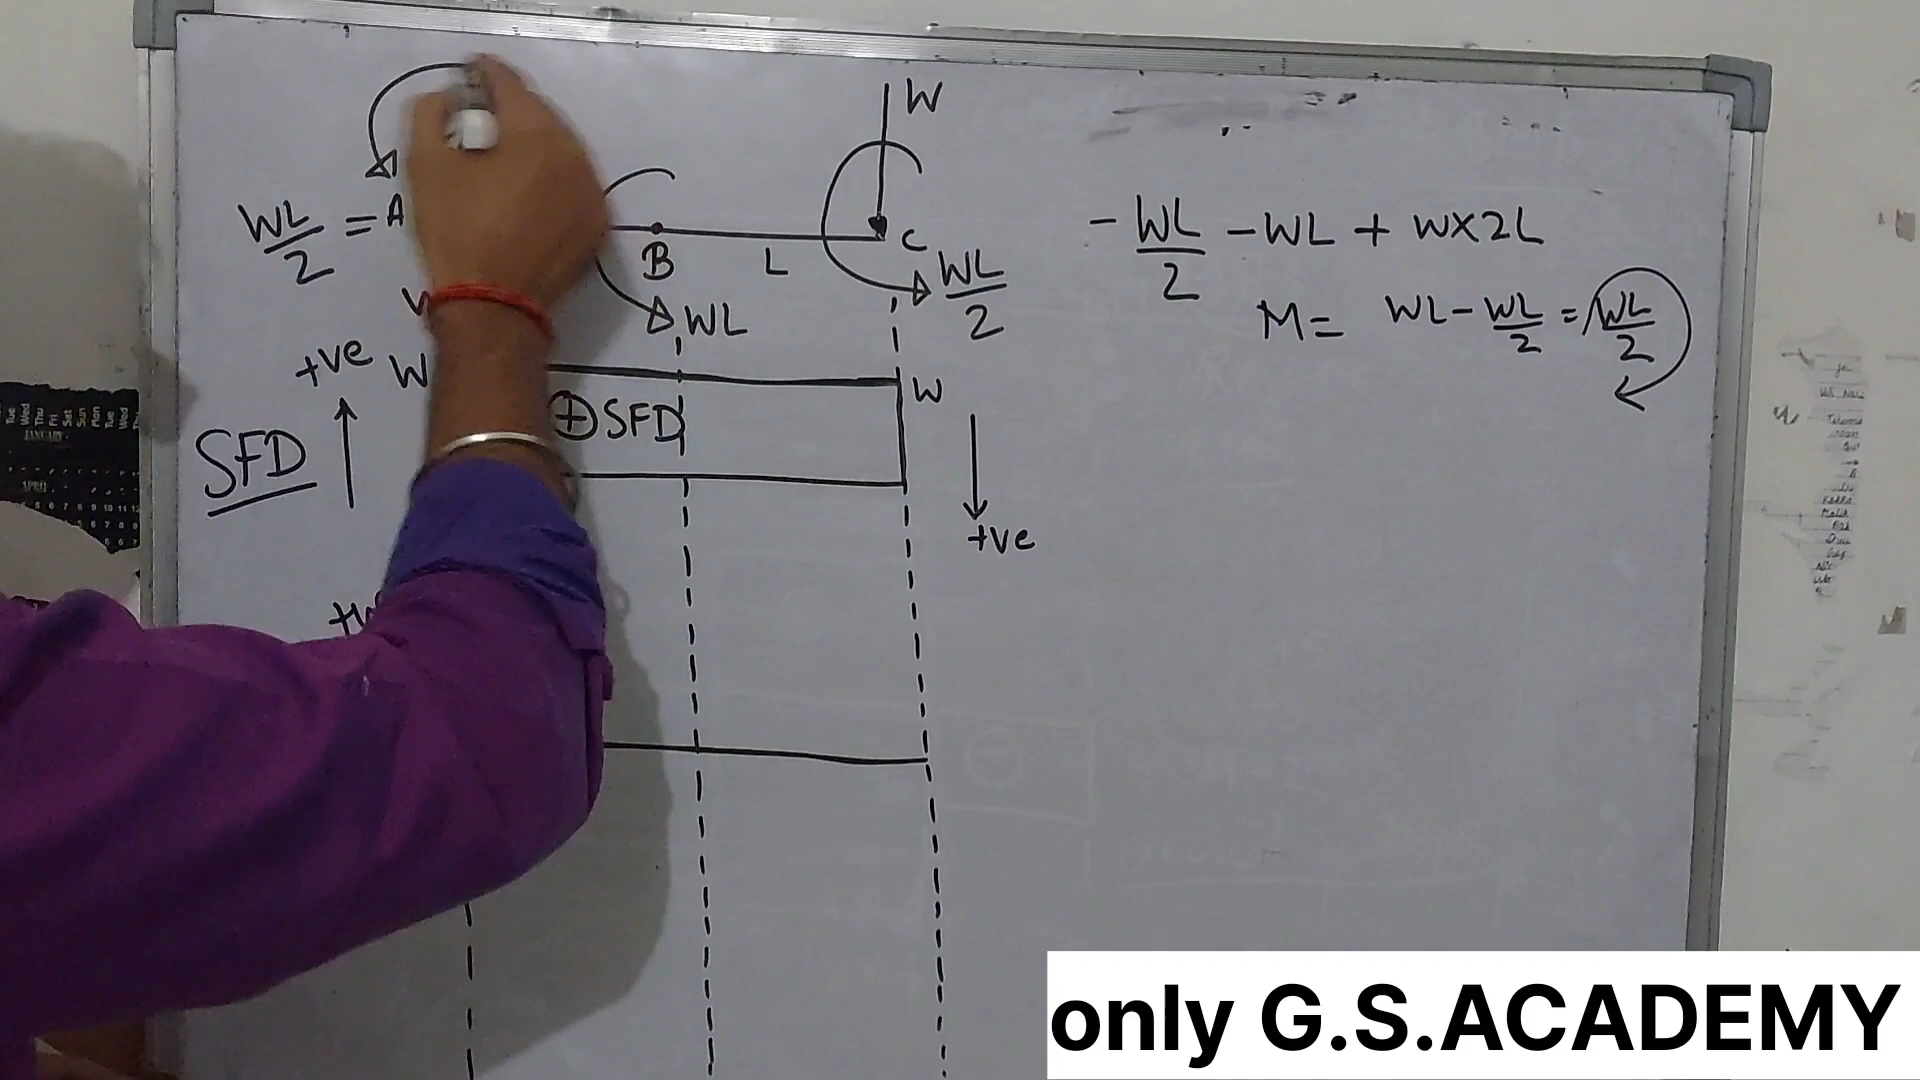 W
WL/2 = A
B
L
C
WL
WL/2
- WL/2 - WL + W×2L
M = WL - WL/2 = WL/2
+ve
W
W
SFD
⊕ SFD
+ve
only G.S.ACADEMY